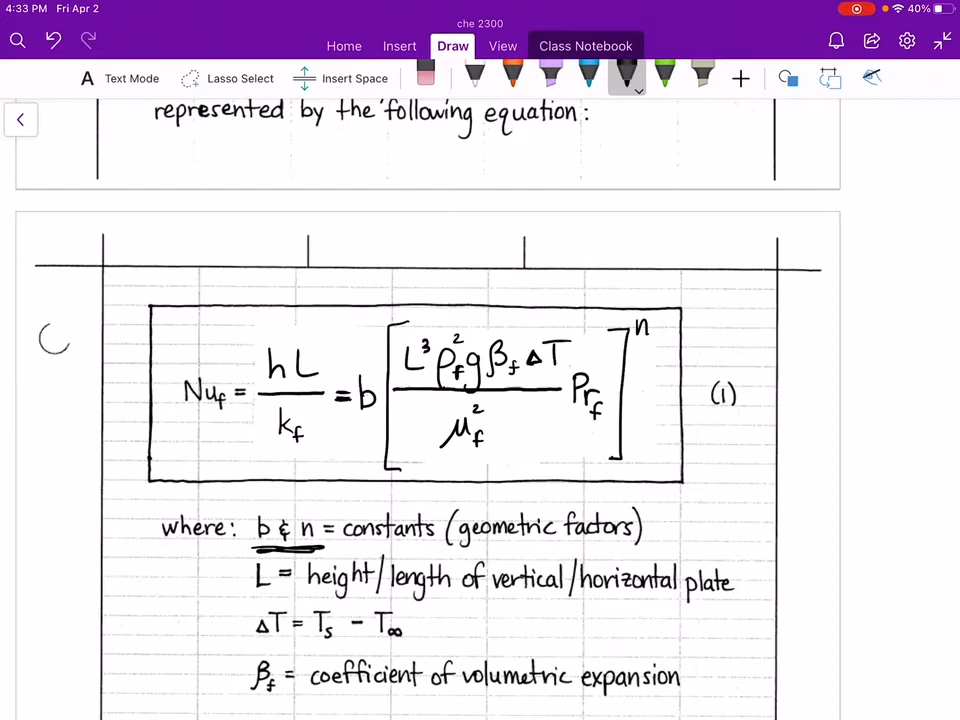 4:33 PM Fri Apr 2
40%
che 2300
Home Insert Draw View Class Notebook
A Text Mode Lasso Select Insert Space
represented by the following equation:
Nu_f = hL / k_f = b [ L³ ρ_f² g β_f ΔT / μ_f² Pr_f ]^n (1)
where: b & n = constants (geometric factors)
L = height/length of vertical/horizontal plate
ΔT = T_s - T_∞
β_f = coefficient of volumetric expansion